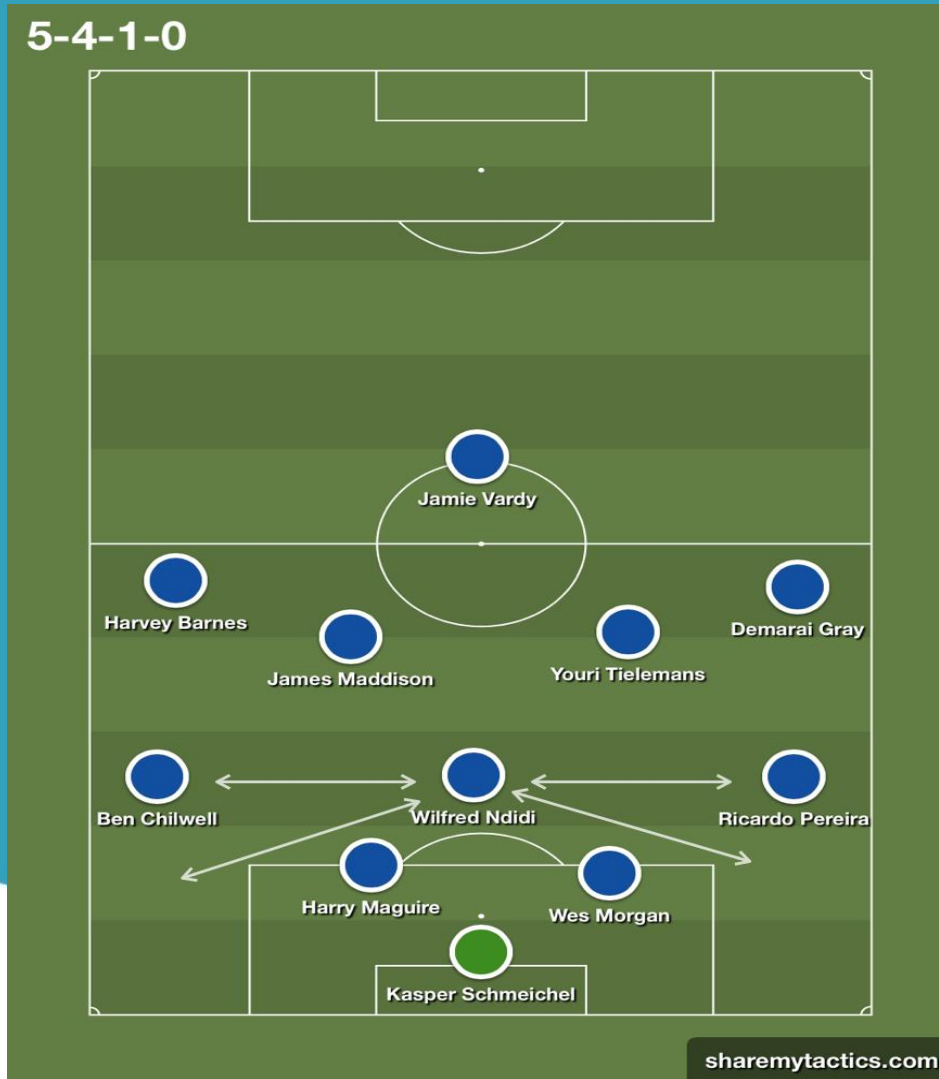 5-4-1-0
Jamie Vardy
Harvey Barnes
Demarai Gray
James Maddison
Youri Tielemans
Ben Chilwell
Wilfred Ndidi
Ricardo Pereira
Harry Maguire
Wes Morgan
Kasper Schmeichel
sharemytactics.com